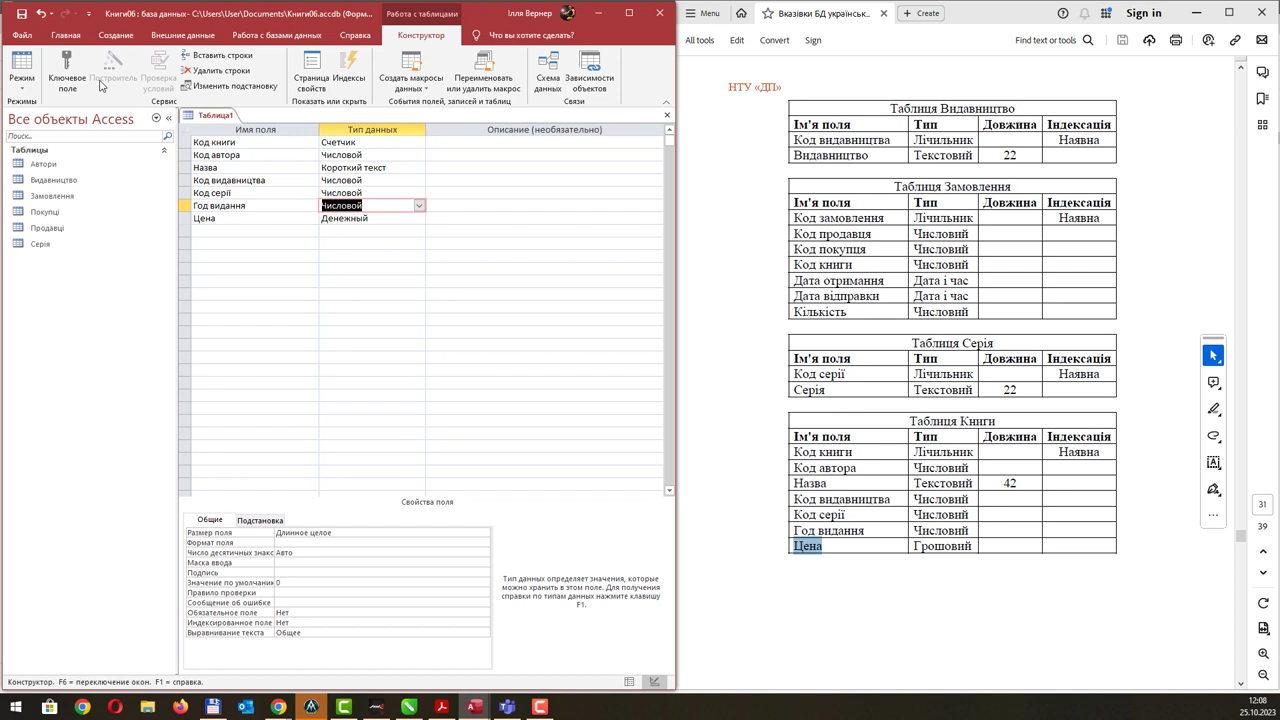 Книги06 : база данных- C:\Users\User\Documents\Книги06.accdb (Форм...
Работа с таблицами
Ілля Вернер
Файл
Главная
Создание
Внешние данные
Работа с базами данных
Справка
Конструктор
Что вы хотите сделать?
Режим
Ключевое поле
Построитель
Проверка условий
Вставить строки
Удалить строки
Изменить подстановку
Страница свойств
Индексы
Создать макросы данных
Переименовать или удалить макрос
Схема данных
Зависимости объектов
Режимы
Сервис
Показать или скрыть
События полей, записей и таблиц
Связи
Все объекты Access
Поиск...
Таблицы
Автори
Видавництво
Замовлення
Покупці
Продавці
Серія
Таблица1
Имя поля Тип данных Описание (необязательно)
Код книги Счетчик
Код автора Числовой
Назва Короткий текст
Код видавництва Числовой
Код серії Числовой
Год видання Числовой
Цена Денежный
Свойства поля
Общие Подстановка
Размер поля Длинное целое
Формат поля
Число десятичных знакс Авто
Маска ввода
Подпись
Значение по умолчанию 0
Правило проверки
Сообщение об ошибке
Обязательное поле Нет
Индексированное поле Нет
Выравнивание текста Общее
Тип данных определяет значения, которые
можно хранить в этом поле. Для получения
справки по типам данных нажмите клавишу
F1.
Конструктор. F6 = переключение окон. F1 = справка.
Menu
Вказівки БД українськ...
Create
Sign in
All tools
Edit
Convert
Sign
Find text or tools
НТУ «ДП»
Таблиця Видавництво
Ім'я поля Тип Довжина Індексація
Код видавництва Лічильник Наявна
Видавництво Текстовий 22
Таблиця Замовлення
Код замовлення Лічильник Наявна
Код продавця Числовий
Код покупця Числовий
Код книги Числовий
Дата отримання Дата і час
Дата відправки Дата і час
Кількість Числовий
Таблиця Серія
Ім'я поля Тип Довжина Індексація
Код серії Лічильник Наявна
Серія Текстовий 22
Таблиця Книги
Ім'я поля Тип Довжина Індексація
Код книги Лічильник Наявна
Код автора Числовий
Назва Текстовий 42
Код видавництва Числовий
Код серії Числовий
Год видання Числовий
Цена Грошовий
31
39
12:08
25.10.2023